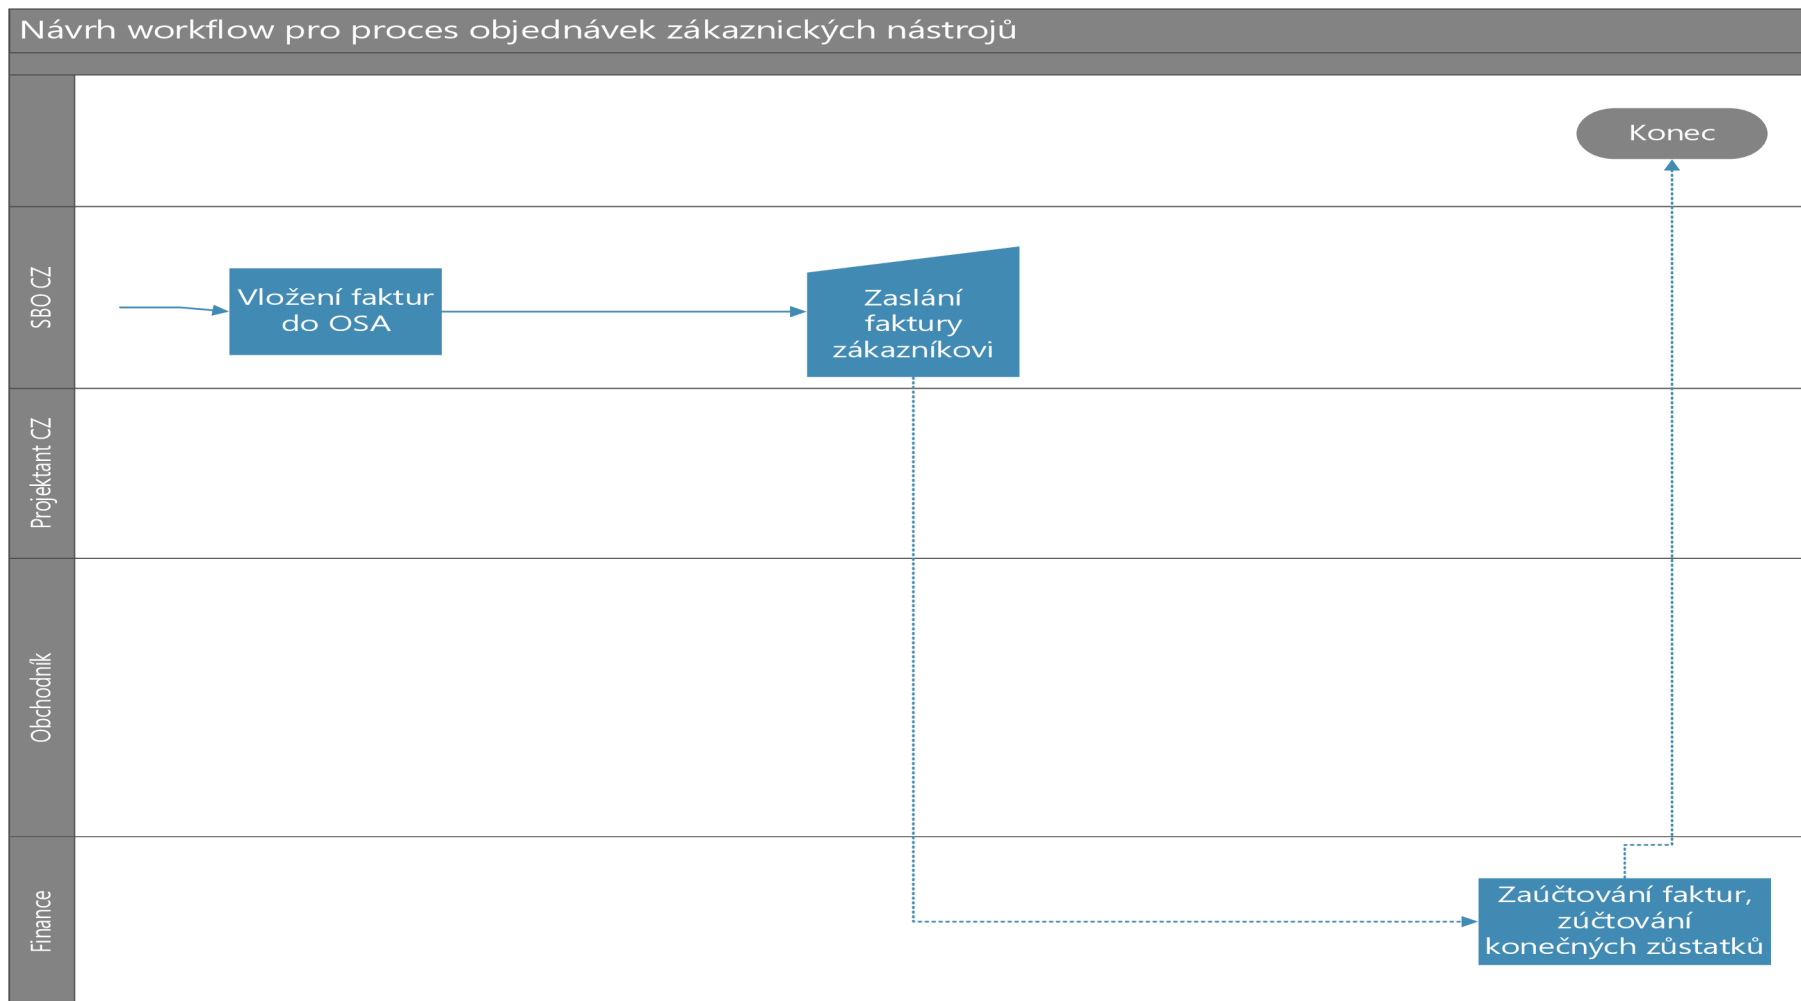 Návrh workflow pro proces objednávek zákaznických nástrojů
Konec
SBO CZ
Vložení faktur
do OSA
Zaslání
faktury
zákazníkovi
Projektant CZ
Obchodník
Finance
Zaúčtování faktur,
zúčtování
konečných zůstatků